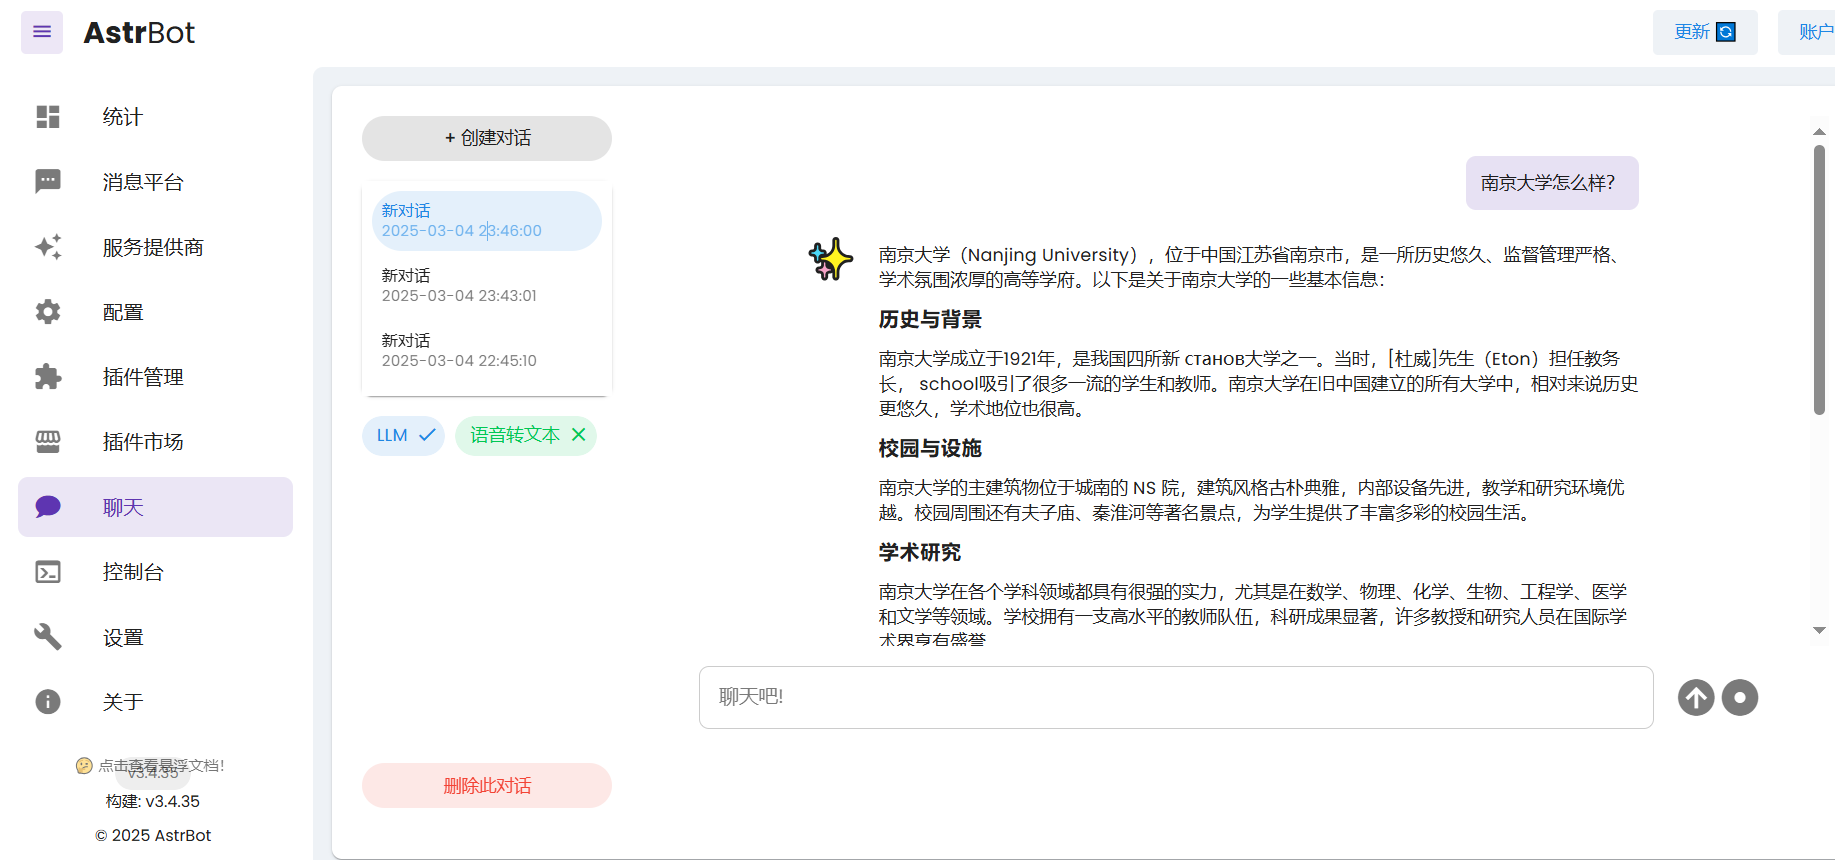 AstrBot
更新
账户
统计
消息平台
服务提供商
配置
插件管理
插件市场
聊天
控制台
设置
关于
点击查看悬浮文档!
v3.4.35
构建: v3.4.35
© 2025 AstrBot
+ 创建对话
新对话
2025-03-04 23:46:00
新对话
2025-03-04 23:43:01
新对话
2025-03-04 22:45:10
LLM
语音转文本
删除此对话
南京大学怎么样?
南京大学（Nanjing University），位于中国江苏省南京市，是一所历史悠久、监督管理严格、
学术氛围浓厚的高等学府。以下是关于南京大学的一些基本信息：
历史与背景
南京大学成立于1921年，是我国四所新 станов大学之一。当时，[杜威]先生（Eton）担任教务
长， school吸引了很多一流的学生和教师。南京大学在旧中国建立的所有大学中，相对来说历史
更悠久，学术地位也很高。
校园与设施
南京大学的主建筑物位于城南的 NS 院，建筑风格古朴典雅，内部设备先进，教学和研究环境优
越。校园周围还有夫子庙、秦淮河等著名景点，为学生提供了丰富多彩的校园生活。
学术研究
南京大学在各个学科领域都具有很强的实力，尤其是在数学、物理、化学、生物、工程学、医学
和文学等领域。学校拥有一支高水平的教师队伍，科研成果显著，许多教授和研究人员在国际学
术界享有盛誉
聊天吧!